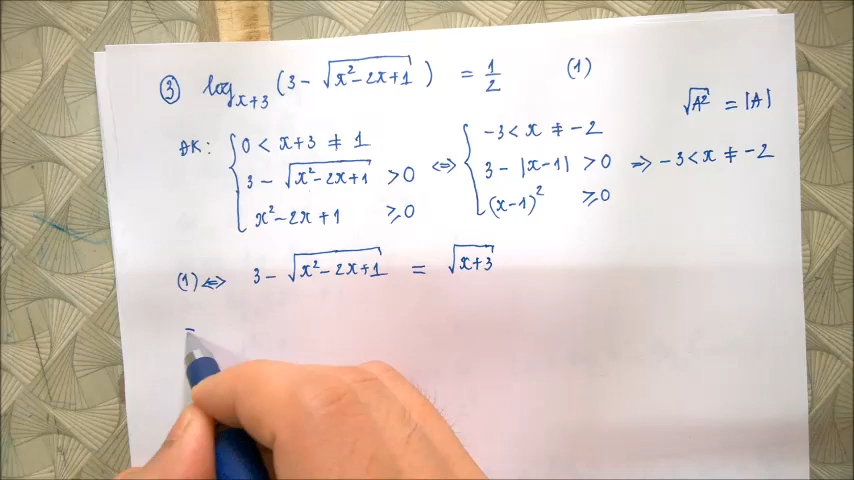 ③ log_{x+3} (3 - √(x² - 2x + 1)) = 1/2 (1)
√(A²) = |A|
ĐK: { 0 < x + 3 ≠ 1 ⇔ { -3 < x ≠ -2
3 - √(x² - 2x + 1) > 0 3 - |x - 1| > 0 ⇒ -3 < x ≠ -2
x² - 2x + 1 ⩾ 0 (x - 1)² ⩾ 0
(1) ⇔ 3 - √(x² - 2x + 1) = √(x + 3)